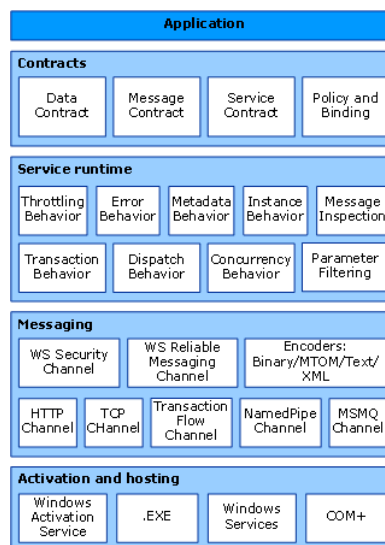 Application
Contracts
Data
Contract
Message
Contract
Service
Contract
Policy and
Binding
Service runtime
Throttling
Behavior
Error
Behavior
Metadata
Behavior
Instance
Behavior
Message
Inspection
Transaction
Behavior
Dispatch
Behavior
Concurrency
Behavior
Parameter
Filtering
Messaging
WS Security
Channel
WS Reliable
Messaging
Channel
Encoders:
Binary/MTOM/Text/
XML
HTTP
Channel
TCP
CHannel
Transaction
Flow
Channel
NamedPipe
Channel
MSMQ
Channel
Activation and hosting
Windows
Activation
Service
.EXE
Windows
Services
COM+